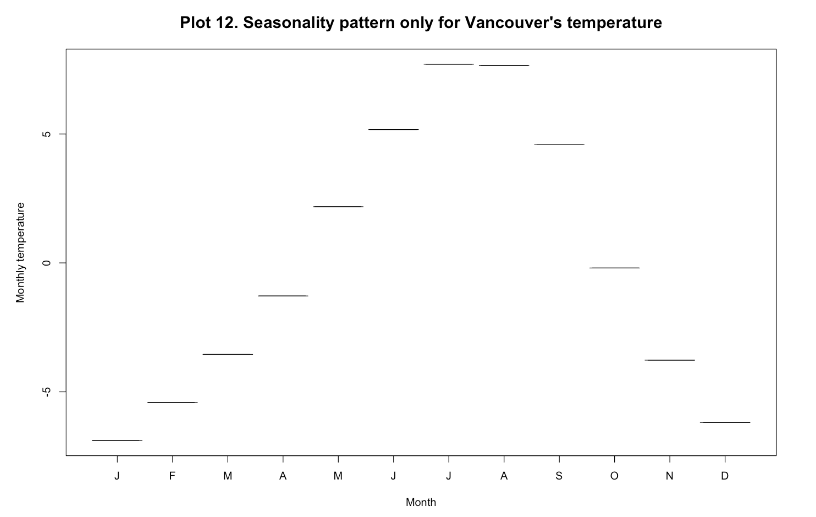 Plot 12. Seasonality pattern only for Vancouver's temperature
Monthly temperature
5
0
-5
J F M A M J J A S O N D
Month